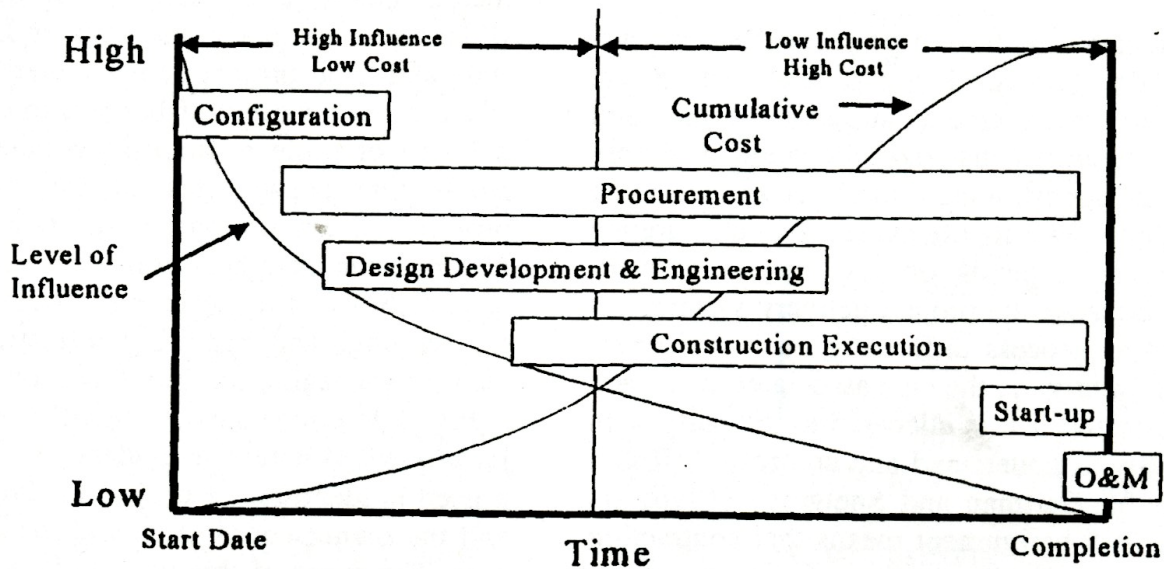 High
High Influence
Low Cost
Low Influence
High Cost
Configuration
Cumulative
Cost
Procurement
Level of
Influence
Design Development & Engineering
Construction Execution
Start-up
O&M
Low
Start Date
Time
Completion